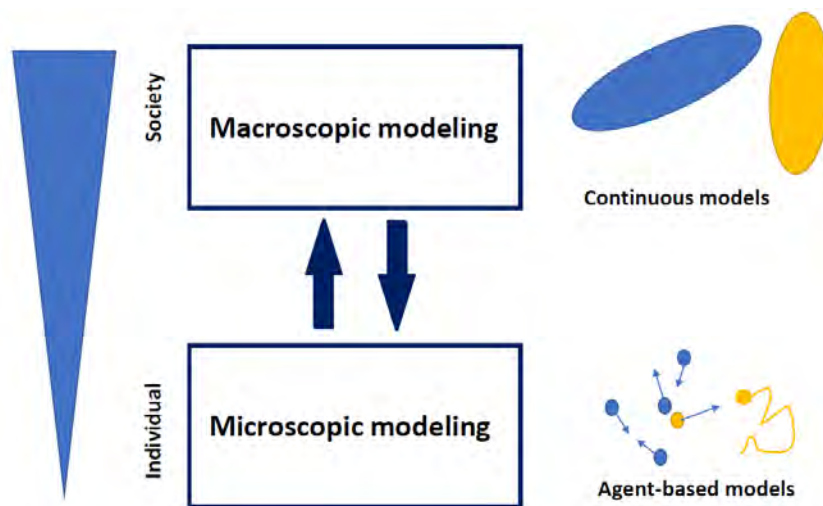 Society
Macroscopic modeling
Continuous models
Individual
Microscopic modeling
Agent-based models